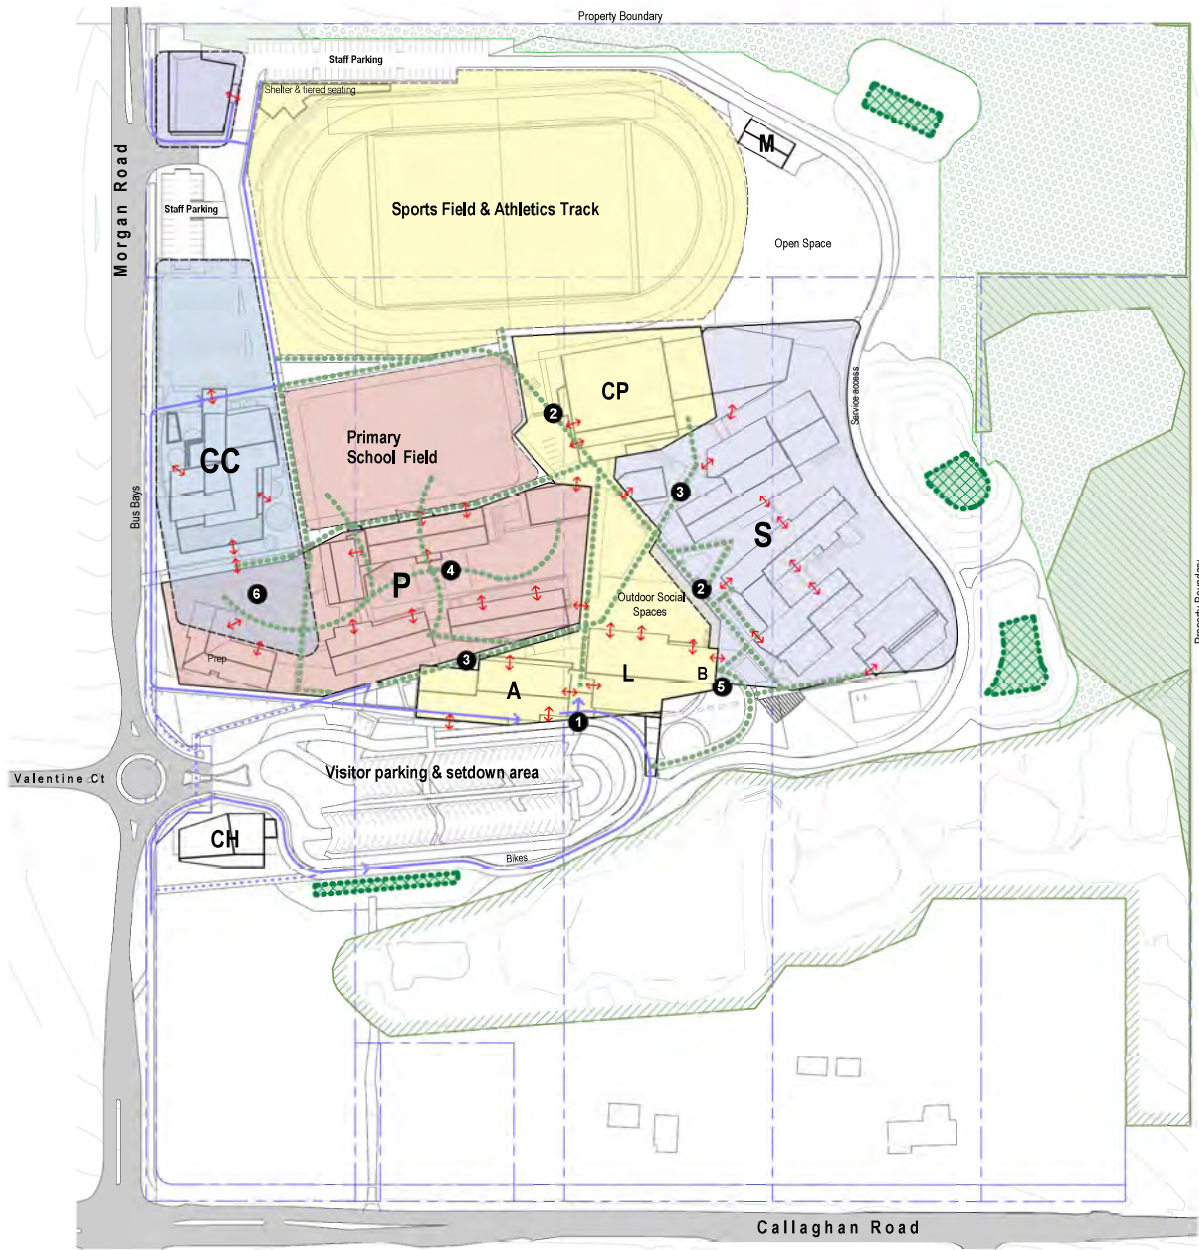 Property Boundary
Staff Parking
Shelter & tiered seating
M
Morgan Road
Staff Parking
Sports Field & Athletics Track
Open Space
Service access
CP
2
Primary
School Field
CC
3
Bus Bays
S
4
P
2
6
Outdoor Social
Spaces
Property Boundary
Prep
3
A
L
B
5
1
Valentine Ct
Visitor parking & setdown area
CH
Bikes
Callaghan Road